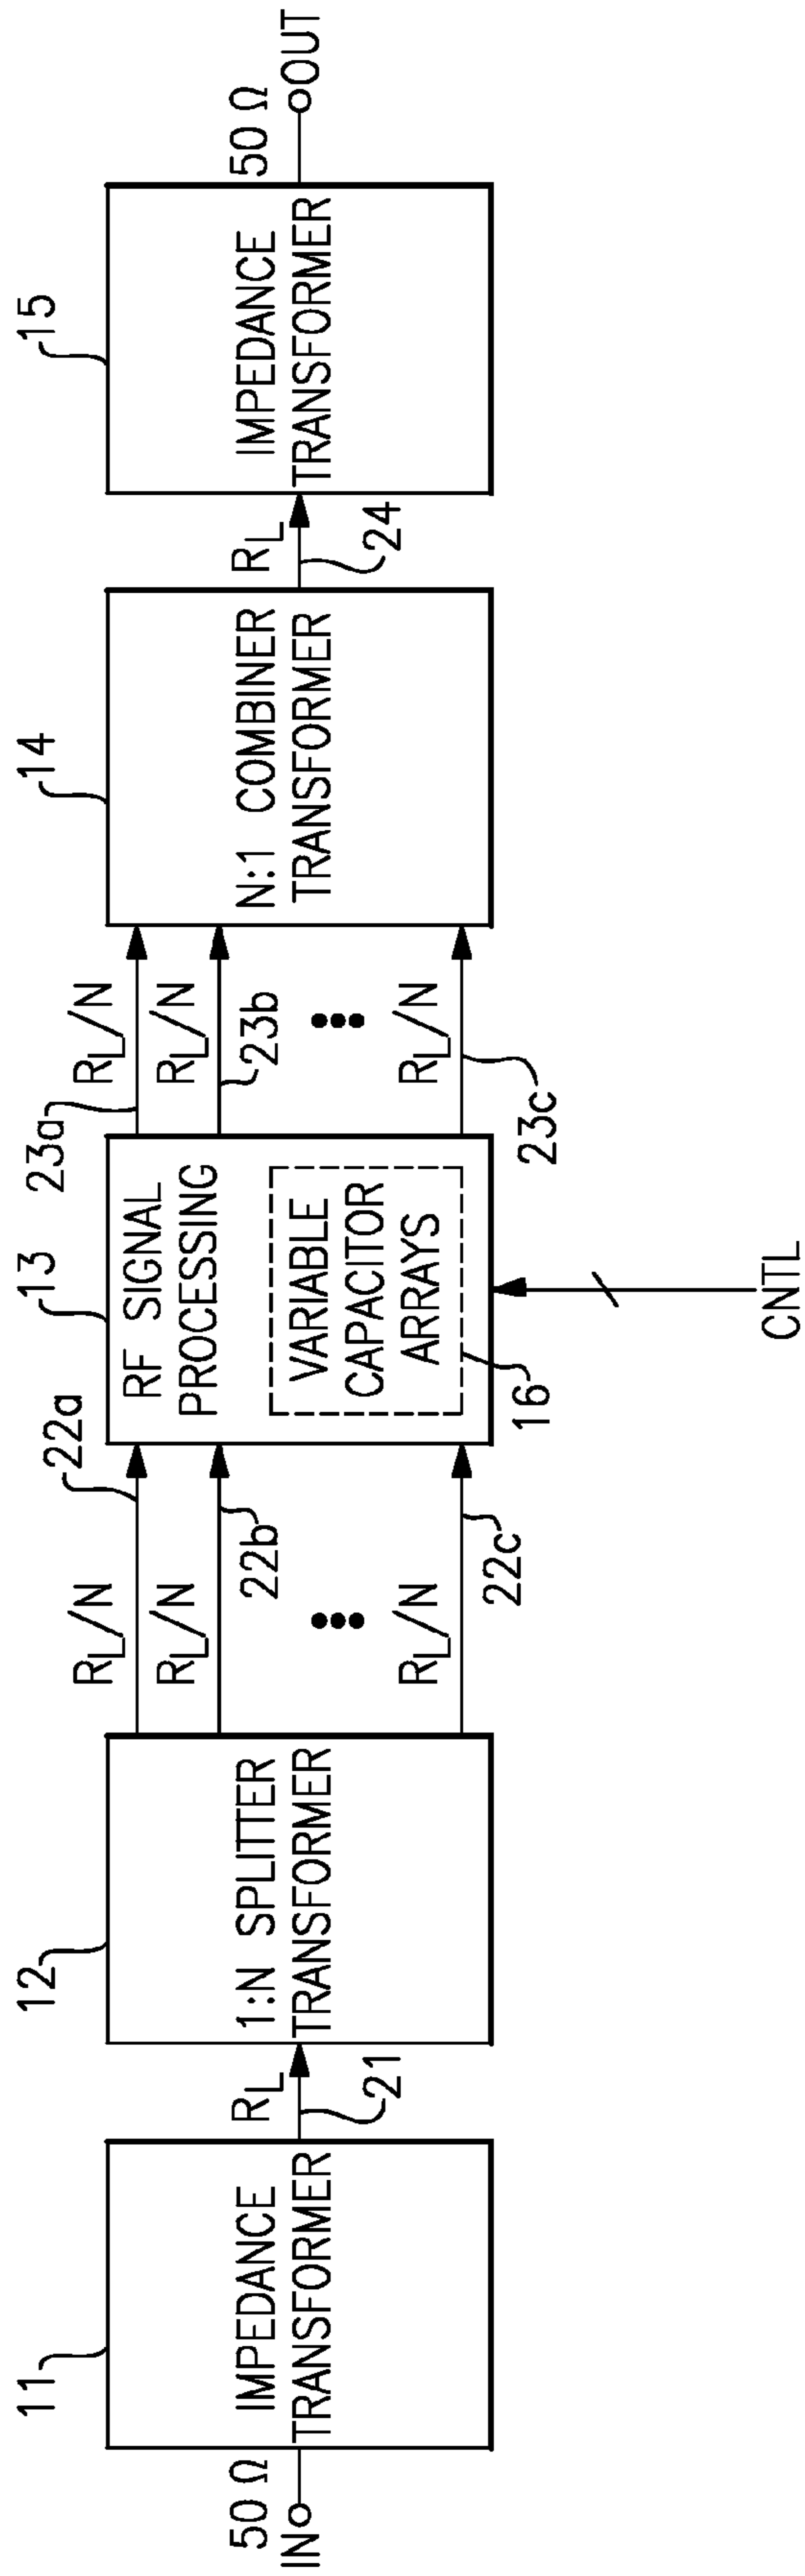 11
12
22a
13
23a
14
15
50 Ω
IN
IMPEDANCE
TRANSFORMER
R_L
21
1:N SPLITTER
TRANSFORMER
R_L/N
R_L/N
22b
R_L/N
22c
RF SIGNAL
PROCESSING
VARIABLE
CAPACITOR
ARRAYS
16
CNTL
R_L/N
R_L/N
23b
R_L/N
23c
N:1 COMBINER
TRANSFORMER
R_L
24
IMPEDANCE
TRANSFORMER
50 Ω
OUT